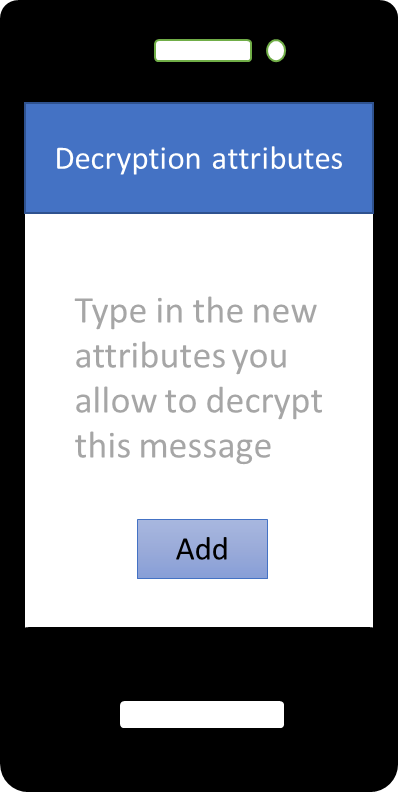 Decryption attributes
Type in the new
attributes you
allow to decrypt
this message
Add